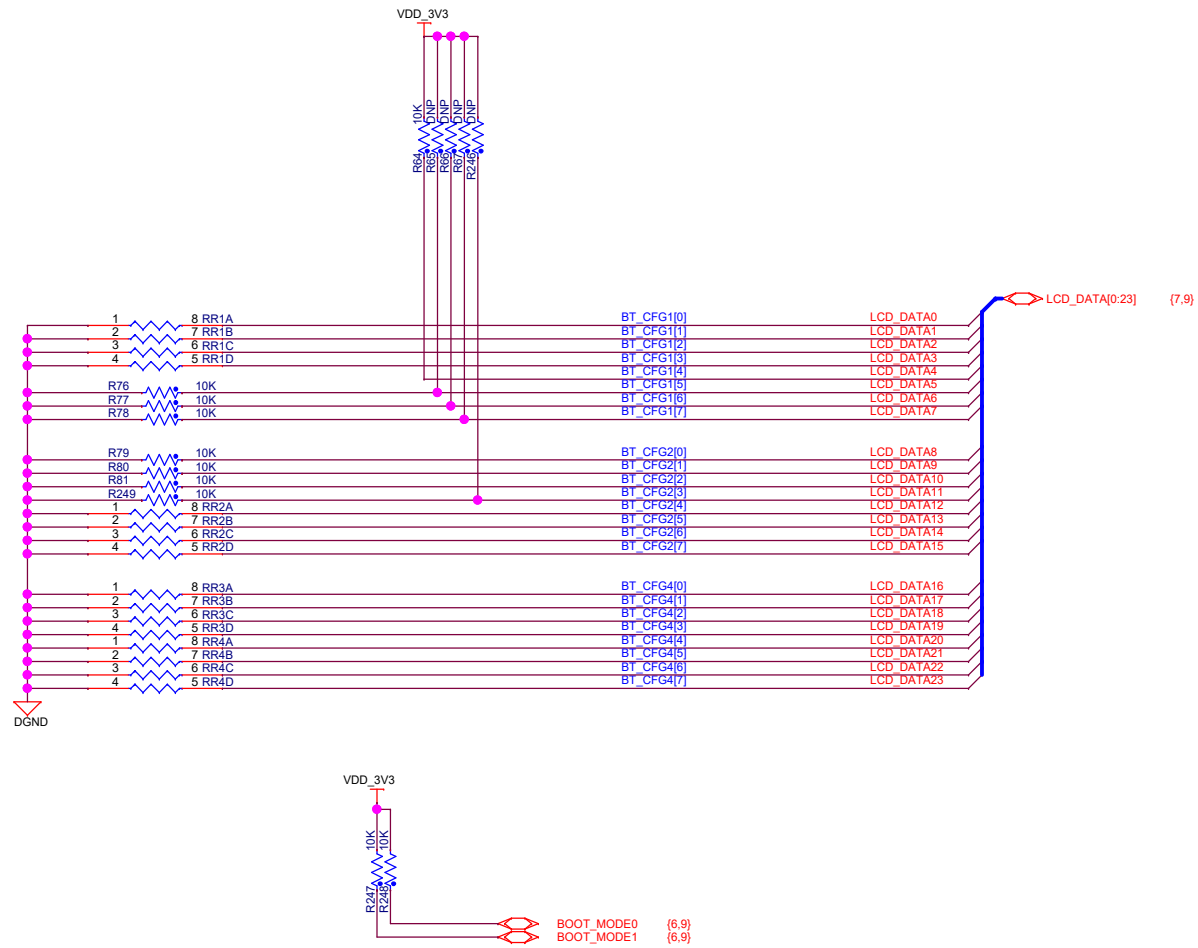 VDD_3V3
10K DNP DNP DNP DNP
R64 R65 R66 R67 R246
LCD_DATA[0:23] {7,9}
1 8 RR1A BT_CFG1[0] LCD_DATA0
2 7 RR1B BT_CFG1[1] LCD_DATA1
3 6 RR1C BT_CFG1[2] LCD_DATA2
4 5 RR1D BT_CFG1[3] LCD_DATA3
BT_CFG1[4] LCD_DATA4
R76 10K BT_CFG1[5] LCD_DATA5
R77 10K BT_CFG1[6] LCD_DATA6
R78 10K BT_CFG1[7] LCD_DATA7
R79 10K BT_CFG2[0] LCD_DATA8
R80 10K BT_CFG2[1] LCD_DATA9
R81 10K BT_CFG2[2] LCD_DATA10
R249 10K BT_CFG2[3] LCD_DATA11
1 8 RR2A BT_CFG2[4] LCD_DATA12
2 7 RR2B BT_CFG2[5] LCD_DATA13
3 6 RR2C BT_CFG2[6] LCD_DATA14
4 5 RR2D BT_CFG2[7] LCD_DATA15
1 8 RR3A BT_CFG4[0] LCD_DATA16
2 7 RR3B BT_CFG4[1] LCD_DATA17
3 6 RR3C BT_CFG4[2] LCD_DATA18
4 5 RR3D BT_CFG4[3] LCD_DATA19
1 8 RR4A BT_CFG4[4] LCD_DATA20
2 7 RR4B BT_CFG4[5] LCD_DATA21
3 6 RR4C BT_CFG4[6] LCD_DATA22
4 5 RR4D BT_CFG4[7] LCD_DATA23
DGND
VDD_3V3
10K 10K
R247 R248
BOOT_MODE0 {6,9}
BOOT_MODE1 {6,9}